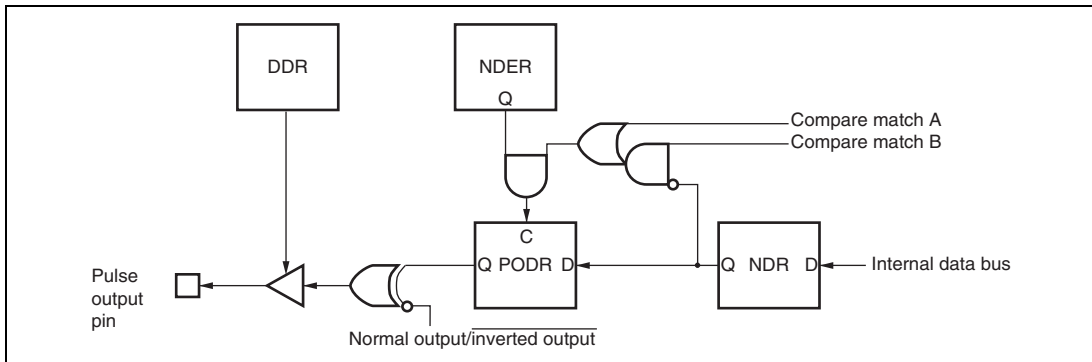 DDR
NDER
Q
Compare match A
Compare match B
C
Q PODR D
Q NDR D
Internal data bus
Pulse
output
pin
Normal output/inverted output